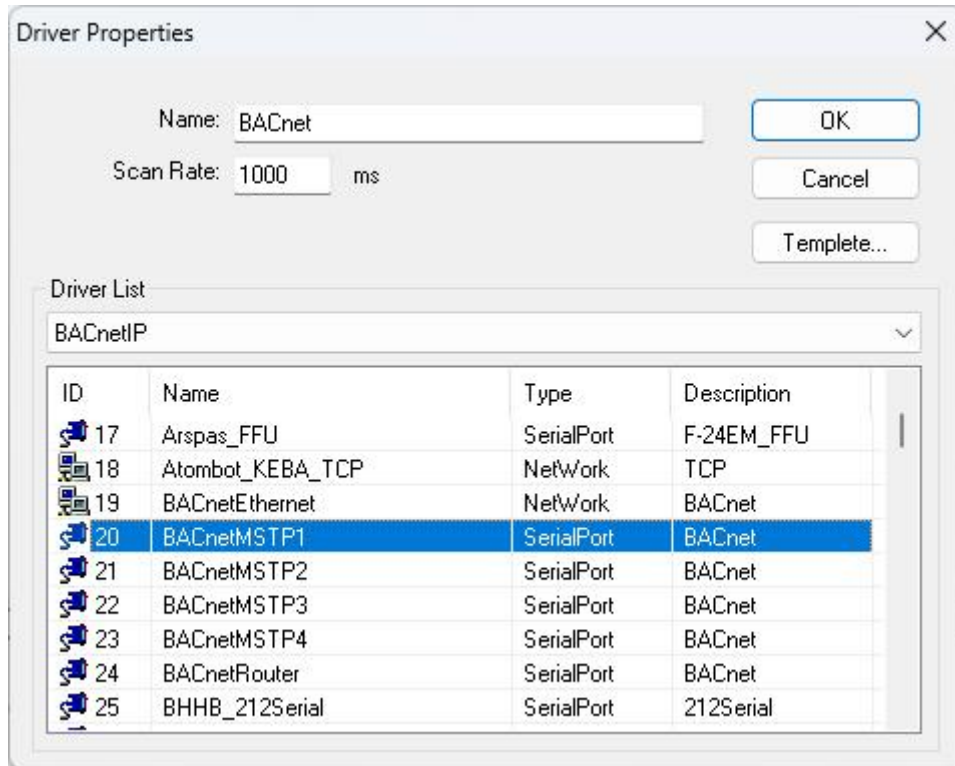 Driver Properties
Name: BACnet
OK
Scan Rate: 1000 ms
Cancel
Templete...
Driver List
BACnetIP
ID Name Type Description
17 Arspas_FFU SerialPort F-24EM_FFU
18 Atombot_KEBA_TCP NetWork TCP
19 BACnetEthernet NetWork BACnet
20 BACnetMSTP1 SerialPort BACnet
21 BACnetMSTP2 SerialPort BACnet
22 BACnetMSTP3 SerialPort BACnet
23 BACnetMSTP4 SerialPort BACnet
24 BACnetRouter SerialPort BACnet
25 BHHB_212Serial SerialPort 212Serial